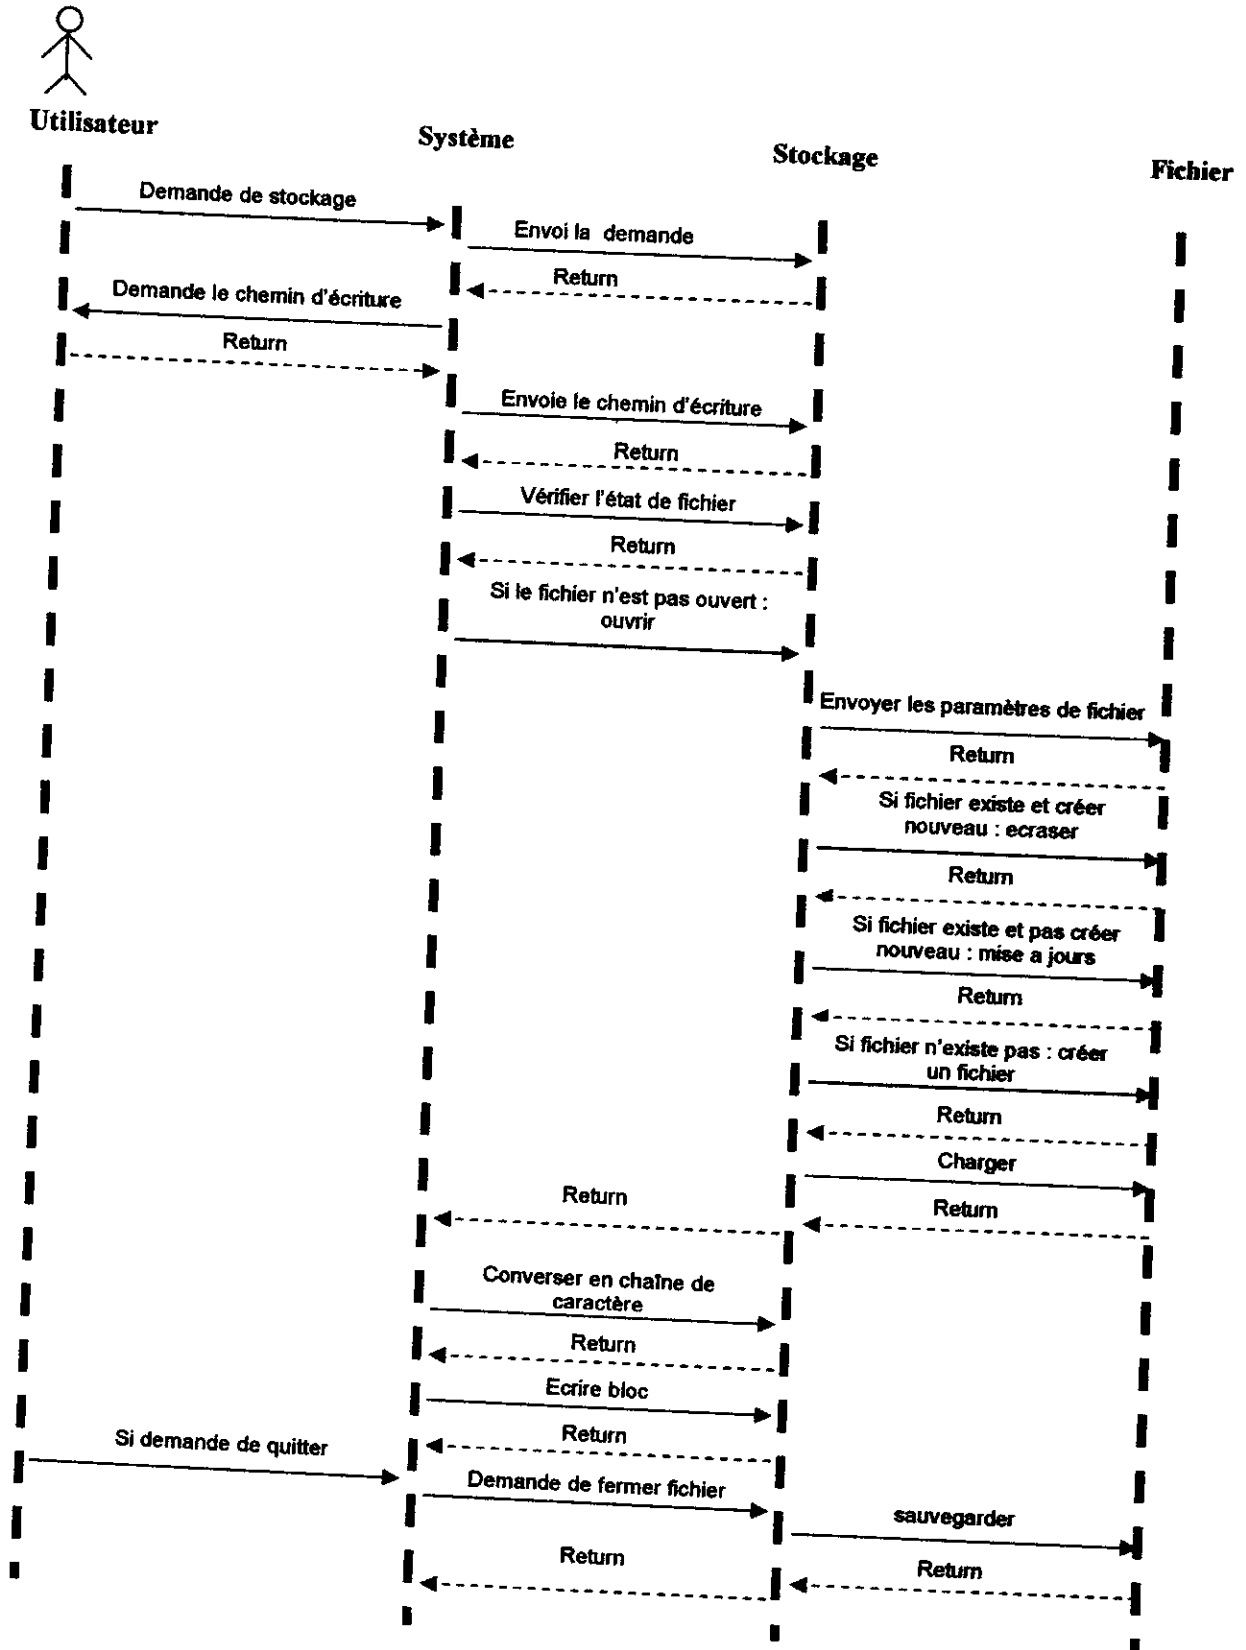 Utilisateur
Système
Stockage
Fichier
Demande de stockage
Envoi la demande
Return
Demande le chemin d'écriture
Return
Envoie le chemin d'écriture
Return
Vérifier l'état de fichier
Return
Si le fichier n'est pas ouvert :
ouvrir
Envoyer les paramètres de fichier
Return
Si fichier existe et créer
nouveau : ecraser
Return
Si fichier existe et pas créer
nouveau : mise a jours
Return
Si fichier n'existe pas : créer
un fichier
Return
Charger
Return
Return
Converser en chaîne de
caractère
Return
Ecrire bloc
Return
Si demande de quitter
Demande de fermer fichier
sauvegarder
Return
Return